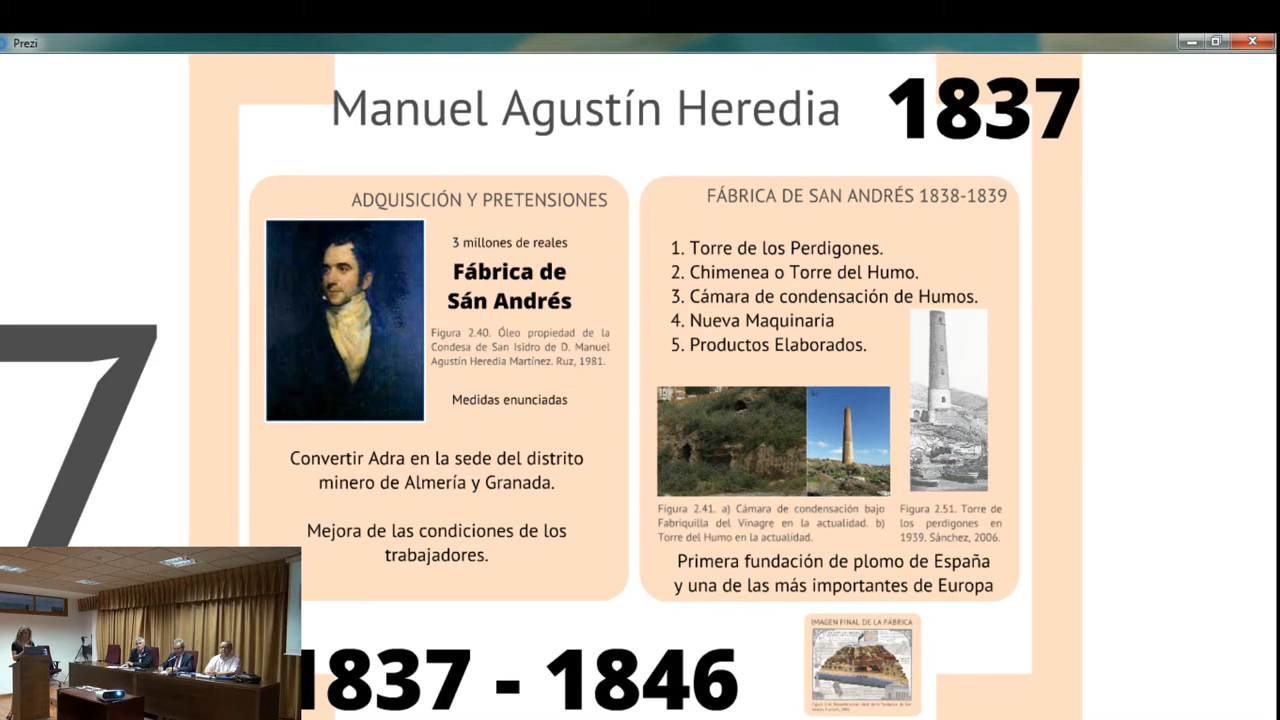 Prezi
Manuel Agustín Heredia
1837
ADQUISICIÓN Y PRETENSIONES
3 millones de reales
Fábrica de
Sán Andrés
Figura 2.40. Óleo propiedad de la
Condesa de San Isidro de D. Manuel
Agustín Heredia Martínez. Ruz, 1981.
Medidas enunciadas
Convertir Adra en la sede del distrito
minero de Almería y Granada.
Mejora de las condiciones de los
trabajadores.
FÁBRICA DE SAN ANDRÉS 1838-1839
1. Torre de los Perdigones.
2. Chimenea o Torre del Humo.
3. Cámara de condensación de Humos.
4. Nueva Maquinaria
5. Productos Elaborados.
Figura 2.41. a) Cámara de condensación bajo
Fabriquilla del Vinagre en la actualidad. b)
Torre del Humo en la actualidad.
Figura 2.51. Torre de
los perdigones en
1939. Sánchez, 2006.
Primera fundación de plomo de España
y una de las más importantes de Europa
7
1837 - 1846
IMAGEN FINAL DE LA FÁBRICA